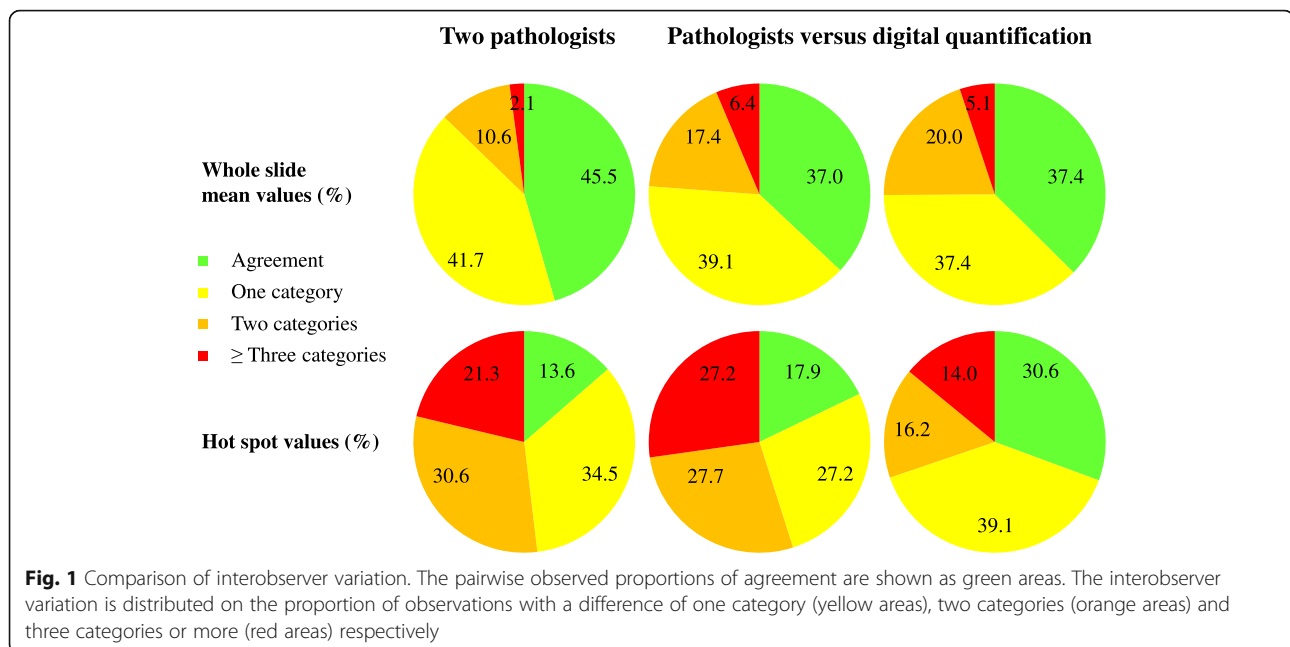 Two pathologists
Pathologists versus digital quantification
Whole slide
mean values (%)
2.1
10.6
45.5
41.7
6.4
17.4
37.0
39.1
5.1
20.0
37.4
37.4
Agreement
One category
Two categories
≥ Three categories
Hot spot values (%)
21.3
13.6
30.6
34.5
27.2
17.9
27.7
27.2
14.0
30.6
16.2
39.1
Fig. 1 Comparison of interobserver variation. The pairwise observed proportions of agreement are shown as green areas. The interobserver
variation is distributed on the proportion of observations with a difference of one category (yellow areas), two categories (orange areas) and
three categories or more (red areas) respectively